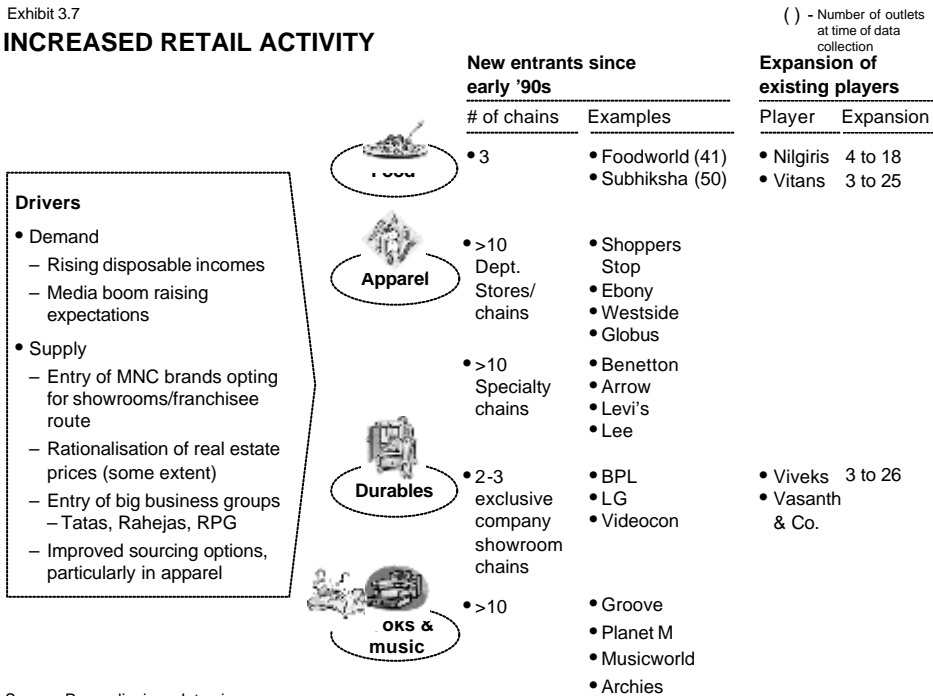 Exhibit 3.7
INCREASED RETAIL ACTIVITY
( ) - Number of outlets
at time of data
collection
New entrants since
early '90s
Expansion of
existing players
# of chains
Examples
Player
Expansion
Drivers
• Demand
– Rising disposable incomes
– Media boom raising
expectations
• Supply
– Entry of MNC brands opting
for showrooms/franchisee
route
– Rationalisation of real estate
prices (some extent)
– Entry of big business groups
– Tatas, Rahejas, RPG
– Improved sourcing options,
particularly in apparel
Food
• 3
• Foodworld (41)
• Subhiksha (50)
• Nilgiris 4 to 18
• Vitans 3 to 25
Apparel
• >10
Dept.
Stores/
chains
• Shoppers
Stop
• Ebony
• Westside
• Globus
• >10
Specialty
chains
• Benetton
• Arrow
• Levi's
• Lee
Durables
• 2-3
exclusive
company
showroom
chains
• BPL
• LG
• Videocon
• Viveks 3 to 26
• Vasanth
& Co.
oks &
music
• >10
• Groove
• Planet M
• Musicworld
• Archies